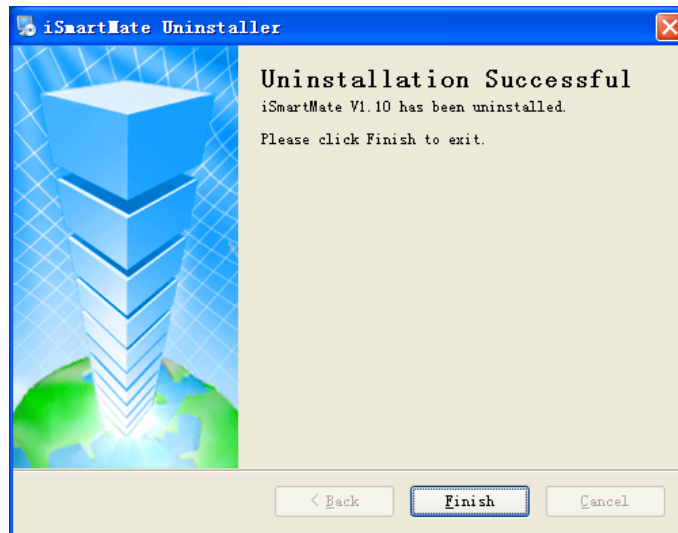 iSmartMate Uninstaller
Uninstallation Successful
iSmartMate V1.10 has been uninstalled.
Please click Finish to exit.
< Back
Finish
Cancel